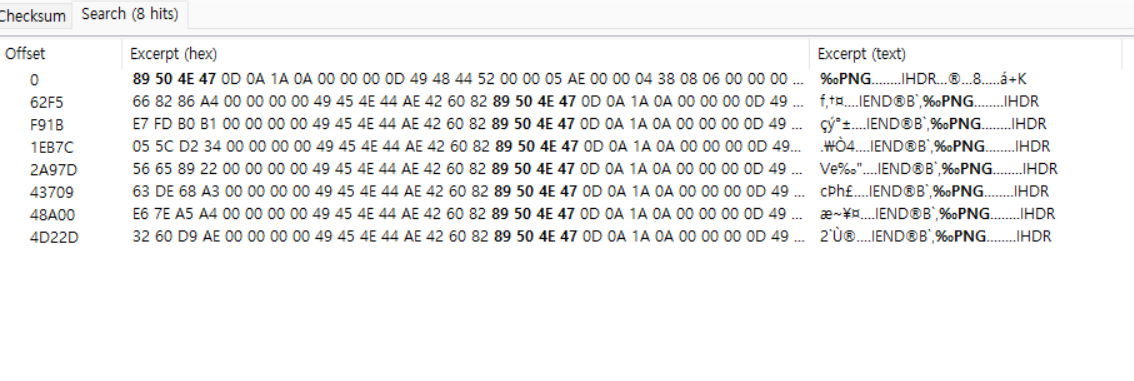 Checksum Search (8 hits)
Offset Excerpt (hex) Excerpt (text)
0 89 50 4E 47 0D 0A 1A 0A 00 00 00 0D 49 48 44 52 00 00 05 AE 00 00 04 38 08 06 00 00 00 ... ‰PNG........IHDR...®...8.....á+K
62F5 66 82 86 A4 00 00 00 00 49 45 4E 44 AE 42 60 82 89 50 4E 47 0D 0A 1A 0A 00 00 00 0D 49 ... f‚†¤....IEND®B`‚‰PNG........IHDR
F91B E7 FD B0 B1 00 00 00 00 49 45 4E 44 AE 42 60 82 89 50 4E 47 0D 0A 1A 0A 00 00 00 0D 49 ... çý°±....IEND®B`‚‰PNG........IHDR
1EB7C 05 5C D2 34 00 00 00 00 49 45 4E 44 AE 42 60 82 89 50 4E 47 0D 0A 1A 0A 00 00 00 0D 49... .₩Ò4....IEND®B`‚‰PNG........IHDR
2A97D 56 65 89 22 00 00 00 00 49 45 4E 44 AE 42 60 82 89 50 4E 47 0D 0A 1A 0A 00 00 00 0D 49 ... Ve‰"....IEND®B`‚‰PNG........IHDR
43709 63 DE 68 A3 00 00 00 00 49 45 4E 44 AE 42 60 82 89 50 4E 47 0D 0A 1A 0A 00 00 00 0D 49 ... cÞh£....IEND®B`‚‰PNG........IHDR
48A00 E6 7E A5 A4 00 00 00 00 49 45 4E 44 AE 42 60 82 89 50 4E 47 0D 0A 1A 0A 00 00 00 0D 49 ... æ~¥¤....IEND®B`‚‰PNG........IHDR
4D22D 32 60 D9 AE 00 00 00 00 49 45 4E 44 AE 42 60 82 89 50 4E 47 0D 0A 1A 0A 00 00 00 0D 49 ... 2`Ù®....IEND®B`‚‰PNG........IHDR